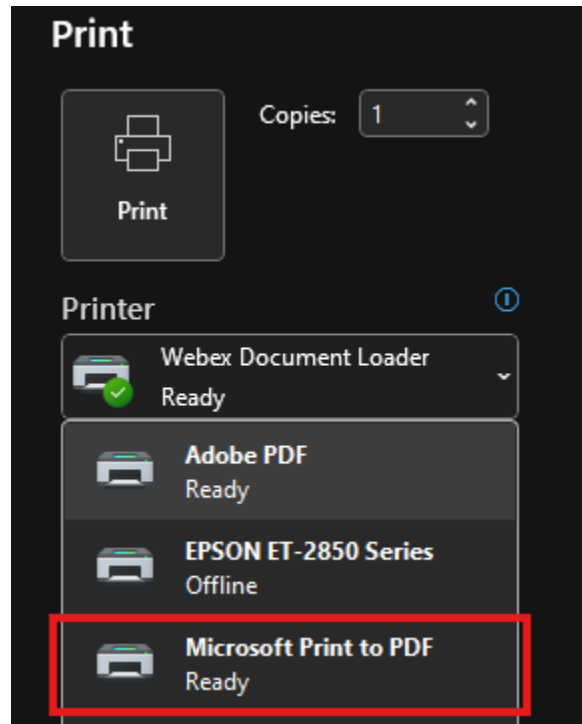 Print
Copies: 1
Print
Printer
Webex Document Loader
Ready
Adobe PDF
Ready
EPSON ET-2850 Series
Offline
Microsoft Print to PDF
Ready